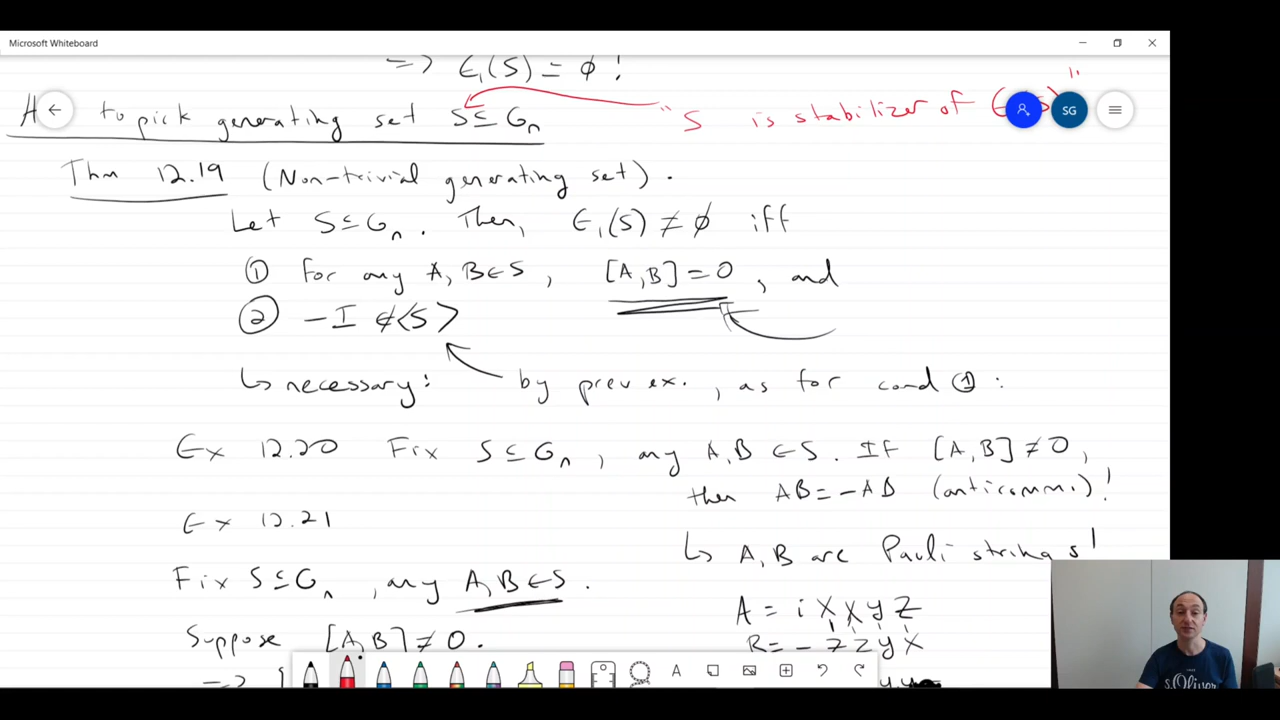 Microsoft Whiteboard
=> E₁(S) = ∅ !
to pick generating set S ⊆ Gₙ
"S is stabilizer of
SG
Thm 12.19 (Non-trivial generating set).
Let S ⊆ Gₙ. Then, E₁(S) ≠ ∅ iff
① For any A, B ∈ S, [A,B] = 0, and
② -I ∉ <S>
↳ necessary: by prev ex., as for cond ①:
Ex 12.20 Fix S ⊆ Gₙ, any A,B ∈ S. If [A,B] ≠ 0,
then AB = -AB (anticomm.)!
Ex 12.21
↳ A, B are Pauli strings!
Fix S ⊆ Gₙ, any A,B ∈ S.
A = i X X Y Z
Suppose [A,B] ≠ 0.
B = - Z Z Y X
=>
A
s.Oliver